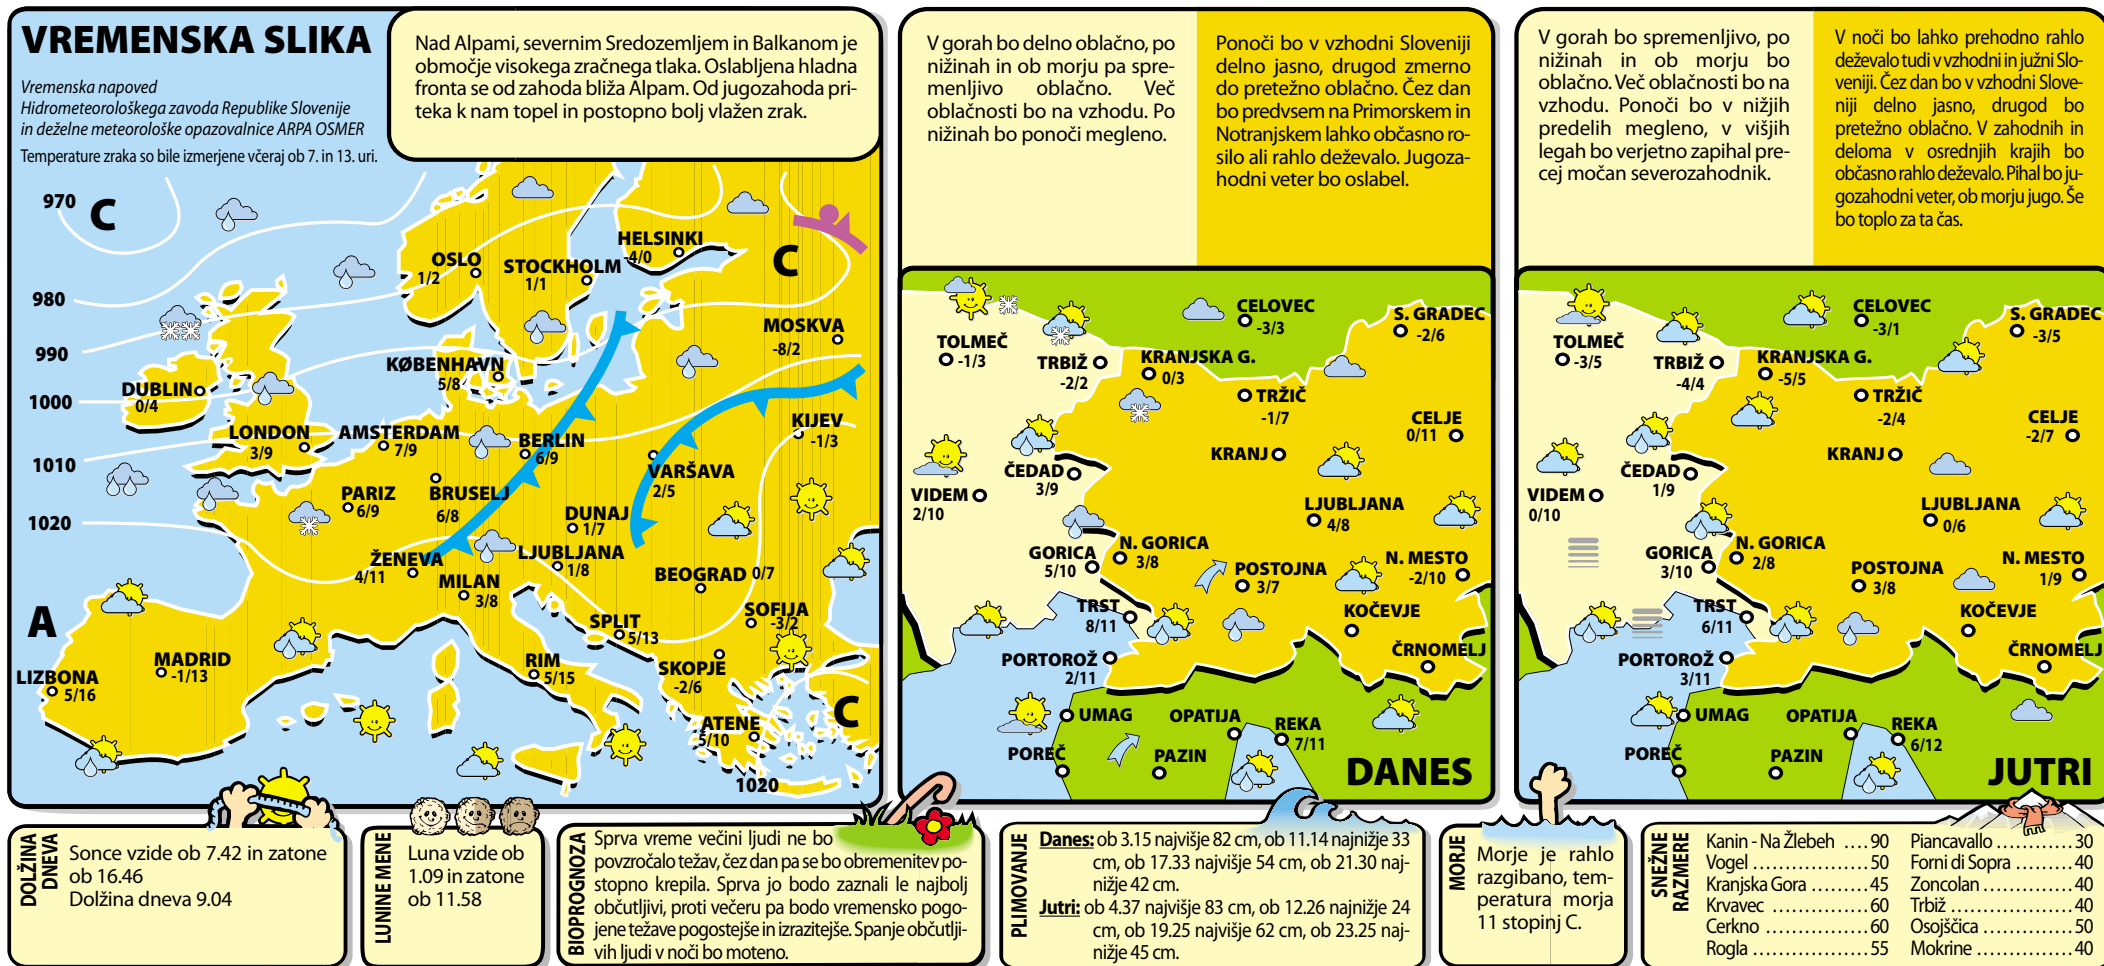 VREMENSKA SLIKA
Vremenska napoved
Hidrometeorološkega zavoda Republike Slovenije
in deželne meteorološke opazovalnice ARPA OSMER
Temperature zraka so bile izmerjene včeraj ob 7. in 13. uri.
Nad Alpami, severnim Sredozemljem in Balkanom je
območje visokega zračnega tlaka. Oslabljena hladna
fronta se od zahoda bliža Alpam. Od jugozahoda pri-
teka k nam topel in postopno bolj vlažen zrak.
970
C
980
990
1000
1010
1020
A
C
C
1020
OSLO
1/2
STOCKHOLM
1/1
HELSINKI
-4/0
MOSKVA
-8/2
KØBENHAVN
5/8
DUBLIN
0/4
LONDON
3/9
AMSTERDAM
7/9
BERLIN
6/9
KIJEV
-1/3
VARŠAVA
2/5
PARIZ
6/9
BRUSELJ
6/8
DUNAJ
1/7
ŽENEVA
4/11
LJUBLJANA
1/8
MILAN
3/8
BEOGRAD 0/7
SOFIJA
-3/2
SPLIT
5/13
LIZBONA
5/16
MADRID
-1/13
RIM
5/15
SKOPJE
-2/6
ATENE
5/10
V gorah bo delno oblačno, po
nižinah in ob morju pa spre-
menljivo oblačno. Več
oblačnosti bo na vzhodu. Po
nižinah bo ponoči megleno.
Ponoči bo v vzhodni Sloveniji
delno jasno, drugod zmerno
do pretežno oblačno. Čez dan
bo predvsem na Primorskem in
Notranjskem lahko občasno ro-
silo ali rahlo deževalo. Jugoza-
hodni veter bo oslabel.
CELOVEC
-3/3
S. GRADEC
-2/6
TOLMEČ
-1/3
TRBIŽ
-2/2
KRANJSKA G.
0/3
TRŽIČ
-1/7
CELJE
0/11
KRANJ
ČEDAD
3/9
VIDEM
2/10
LJUBLJANA
4/8
GORICA
5/10
N. GORICA
3/8
POSTOJNA
3/7
N. MESTO
-2/10
TRST
8/11
KOČEVJE
PORTOROŽ
2/11
ČRNOMELJ
UMAG
OPATIJA
REKA
7/11
POREČ
PAZIN
DANES
V gorah bo spremenljivo, po
nižinah in ob morju bo
oblačno. Več oblačnosti bo na
vzhodu. Ponoči bo v nižjih
predelih megleno, v višjih
legah bo verjetno zapihal pre-
cej močan severozahodnik.
V noči bo lahko prehodno rahlo
deževalo tudi v vzhodni in južni Slo-
veniji. Čez dan bo v vzhodni Slove-
niji delno jasno, drugod bo
pretežno oblačno. V zahodnih in
deloma v osrednjih krajih bo
občasno rahlo deževalo. Pihal bo ju-
gozahodni veter, ob morju jugo. Še
bo toplo za ta čas.
CELOVEC
-3/1
S. GRADEC
-3/5
TOLMEČ
-3/5
TRBIŽ
-4/4
KRANJSKA G.
-5/5
TRŽIČ
-2/4
CELJE
-2/7
KRANJ
ČEDAD
1/9
VIDEM
0/10
LJUBLJANA
0/6
GORICA
3/10
N. GORICA
2/8
POSTOJNA
3/8
N. MESTO
1/9
TRST
6/11
KOČEVJE
PORTOROŽ
3/11
ČRNOMELJ
UMAG
OPATIJA
REKA
6/12
POREČ
PAZIN
JUTRI
DOLŽINA
DNEVA
Sonce vzide ob 7.42 in zatone
ob 16.46
Dolžina dneva 9.04
LUNINE MENE
Luna vzide ob
1.09 in zatone
ob 11.58
BIOPROGNOZA
Sprva vreme večini ljudi ne bo
povzročalo težav, čez dan pa se bo obremenitev po-
stopno krepila. Sprva jo bodo zaznali le najbolj
občutljivi, proti večeru pa bodo vremensko pogo-
jene težave pogostejše in izrazitejše. Spanje občutlji-
vih ljudi v noči bo moteno.
PLIMOVANJE
Danes: ob 3.15 najvišje 82 cm, ob 11.14 najnižje 33
cm, ob 17.33 najvišje 54 cm, ob 21.30 naj-
nižje 42 cm.
Jutri: ob 4.37 najvišje 83 cm, ob 12.26 najnižje 24
cm, ob 19.25 najvišje 62 cm, ob 23.25 naj-
nižje 45 cm.
MORJE
Morje je rahlo
razgibano, tem-
peratura morja
11 stopinj C.
SNEŽNE
RAZMERE
Kanin - Na Žlebeh ....90
Vogel ....................50
Kranjska Gora ........45
Krvavec ................60
Cerkno .................60
Rogla ....................55
Piancavallo .............30
Forni di Sopra .........40
Zoncolan ...............40
Trbiž .....................40
Osojščica ...............50
Mokrine .................40